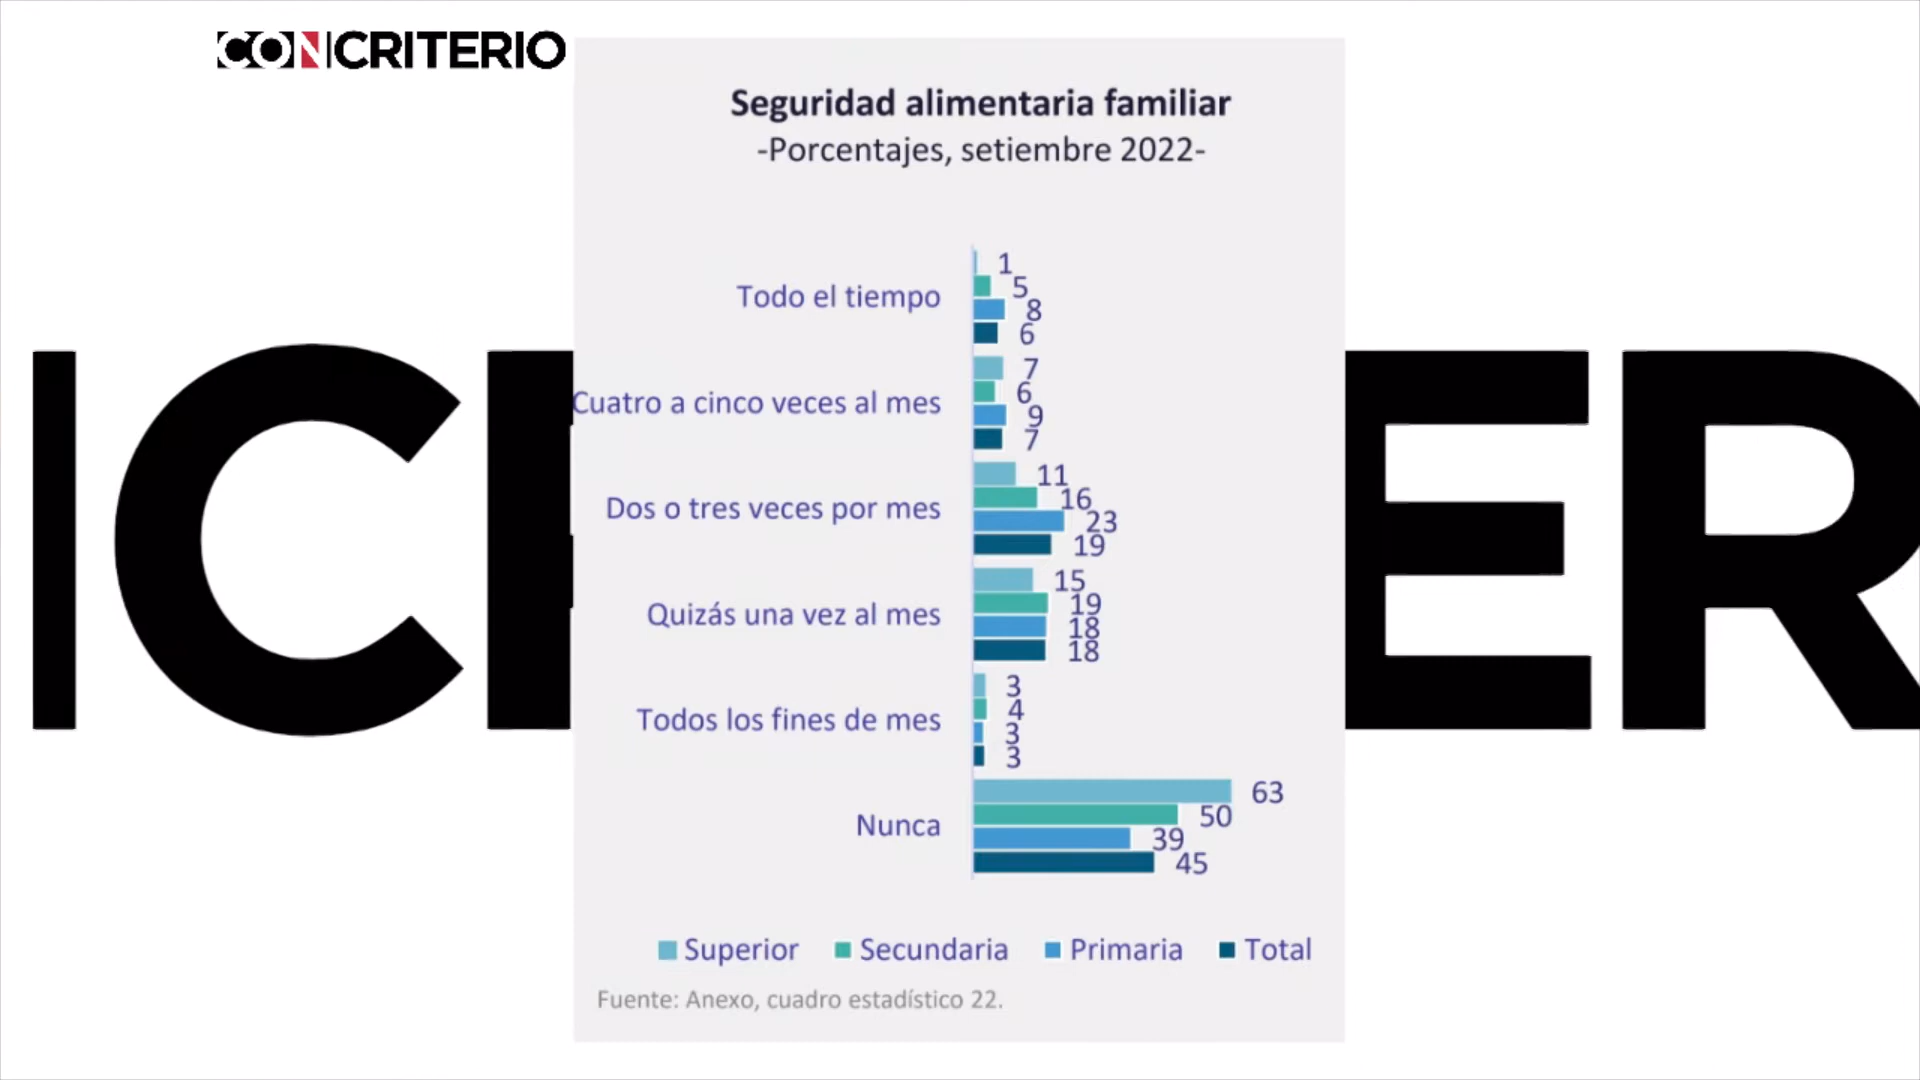 CON|CRITERIO
Seguridad alimentaria familiar
-Porcentajes, setiembre 2022-
Todo el tiempo
1
5
8
6
Cuatro a cinco veces al mes
7
6
9
7
Dos o tres veces por mes
11
16
23
19
Quizás una vez al mes
15
19
18
18
Todos los fines de mes
3
4
3
3
Nunca
63
50
39
45
Superior Secundaria Primaria Total
Fuente: Anexo, cuadro estadístico 22.